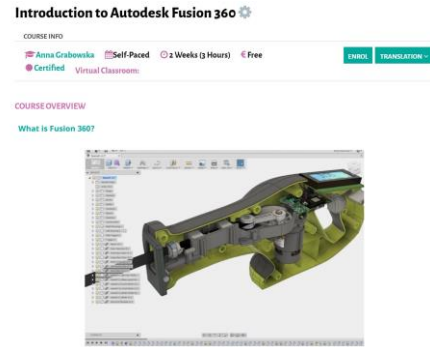 Introduction to Autodesk Fusion 360
COURSE INFO
Anna Grabowska Self-Paced 2 Weeks (3 Hours) € Free
ENROL TRANSLATION
Certified Virtual Classroom:
COURSE OVERVIEW
What is Fusion 360?